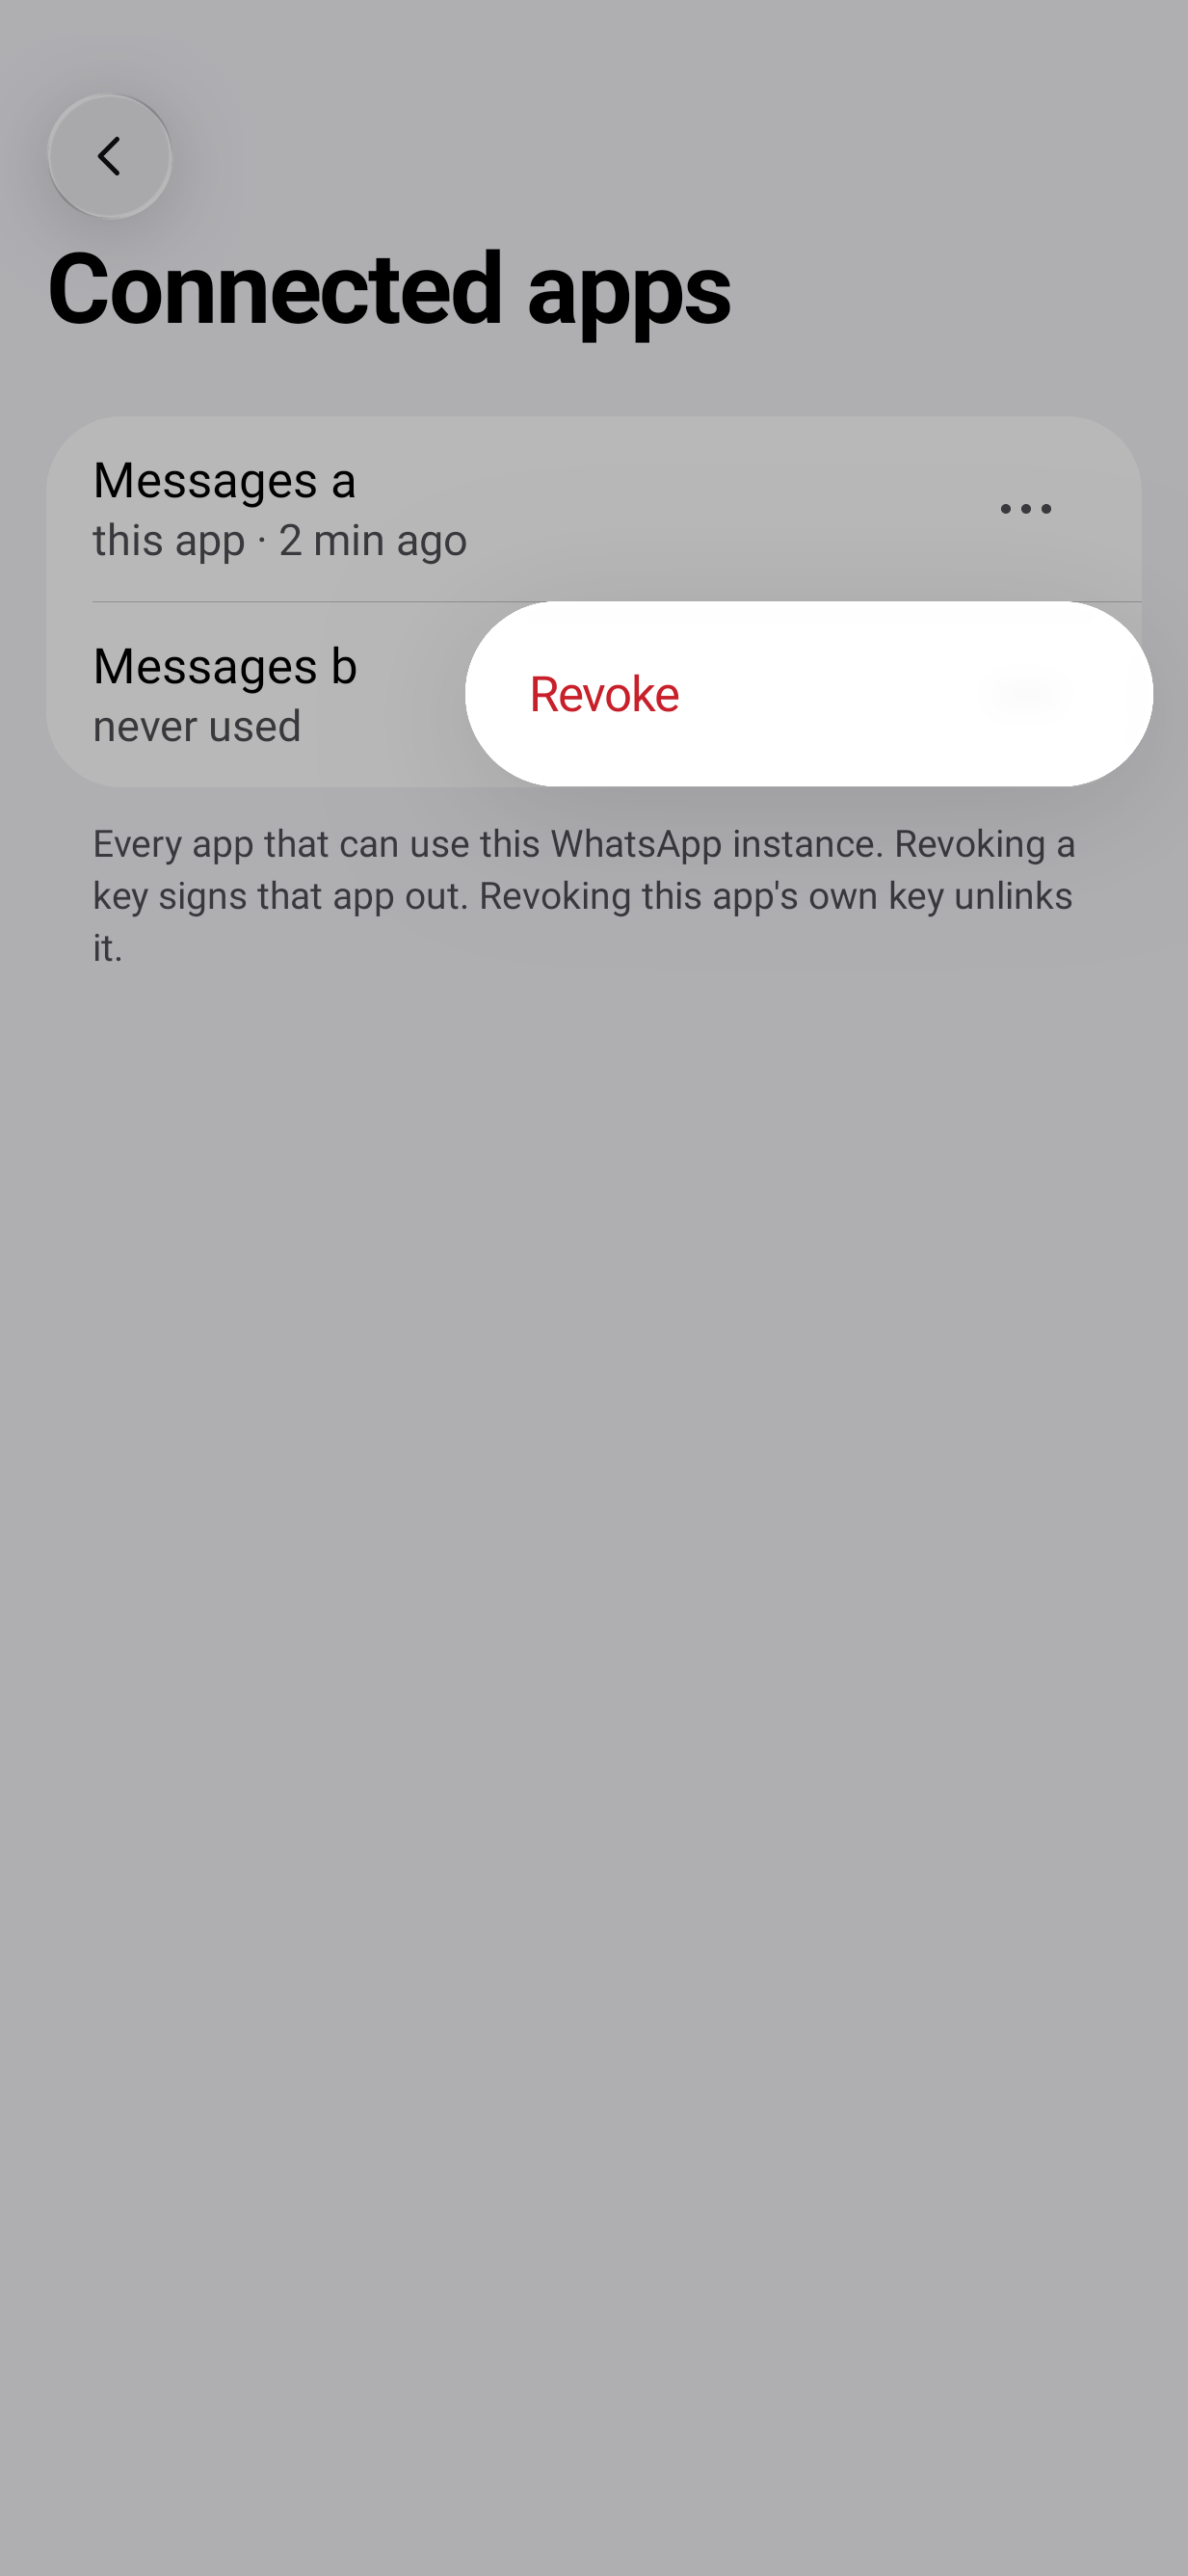 Connected apps
Messages a
this app · 2 min ago
Messages b
never used
Revoke
Every app that can use this WhatsApp instance. Revoking a
key signs that app out. Revoking this app's own key unlinks
it.